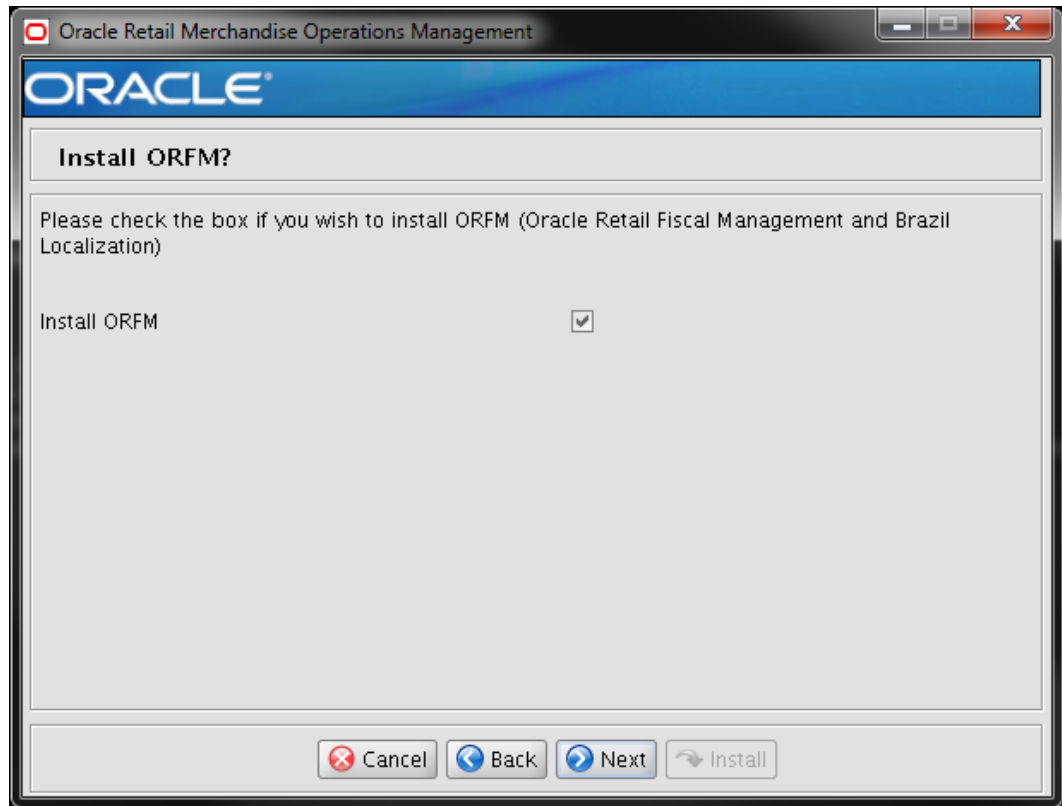 Oracle Retail Merchandise Operations Management
ORACLE®
Install ORFM?
Please check the box if you wish to install ORFM (Oracle Retail Fiscal Management and Brazil
Localization)
Install ORFM
Cancel Back Next Install